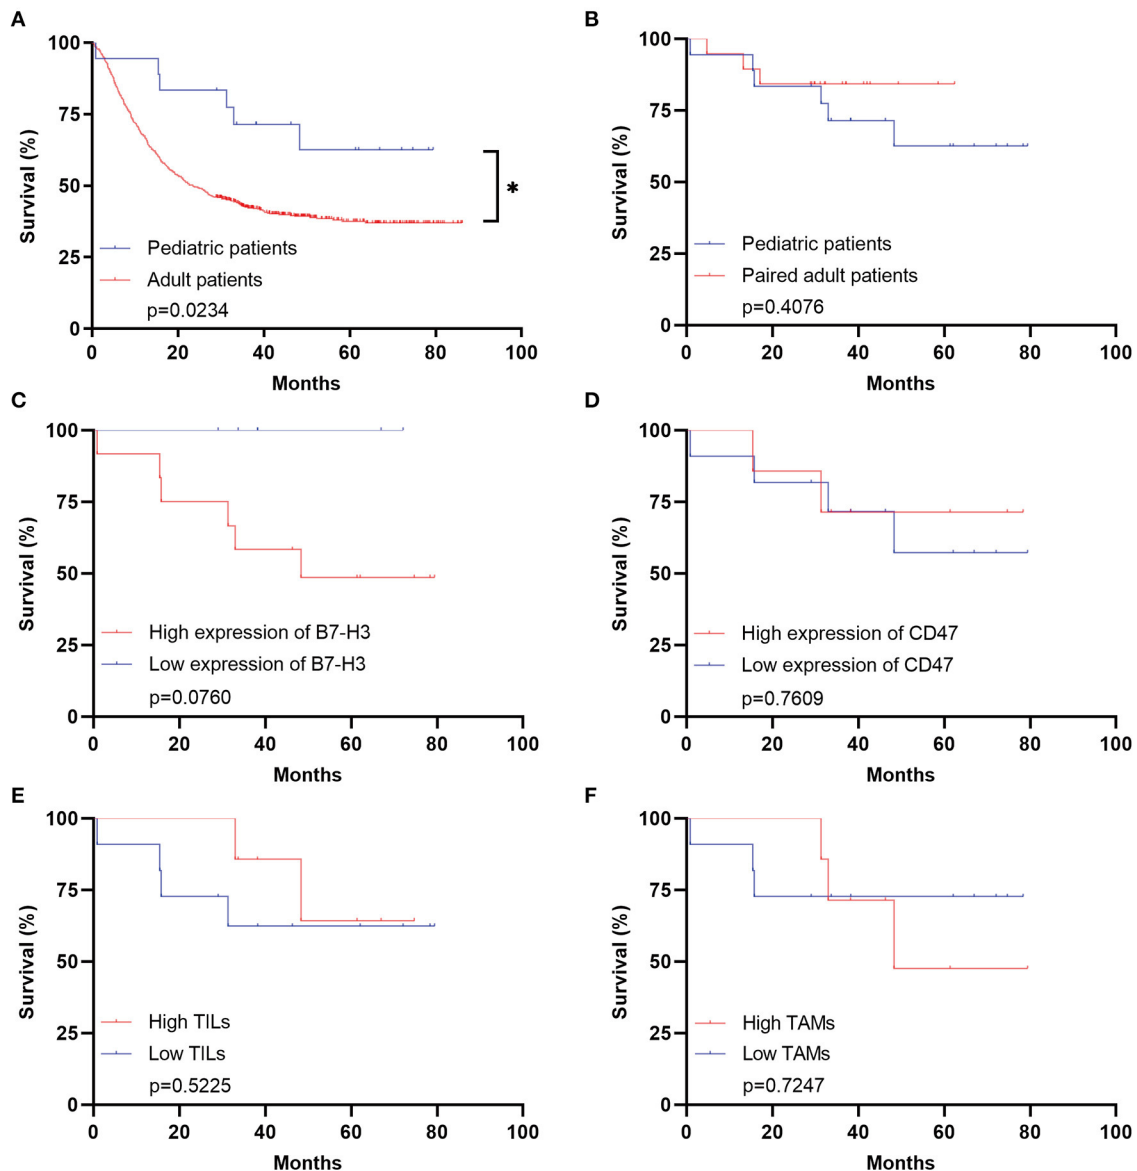 A
Survival (%)
100
75
50
25
0
Pediatric patients
Adult patients
p=0.0234
*
0 20 40 60 80 100
Months
B
Survival (%)
100
75
50
25
0
Pediatric patients
Paired adult patients
p=0.4076
0 20 40 60 80 100
Months
C
Survival (%)
100
75
50
25
0
High expression of B7-H3
Low expression of B7-H3
p=0.0760
0 20 40 60 80 100
Months
D
Survival (%)
100
75
50
25
0
High expression of CD47
Low expression of CD47
p=0.7609
0 20 40 60 80 100
Months
E
Survival (%)
100
75
50
25
0
High TILs
Low TILs
p=0.5225
0 20 40 60 80 100
Months
F
Survival (%)
100
75
50
25
0
High TAMs
Low TAMs
p=0.7247
0 20 40 60 80 100
Months